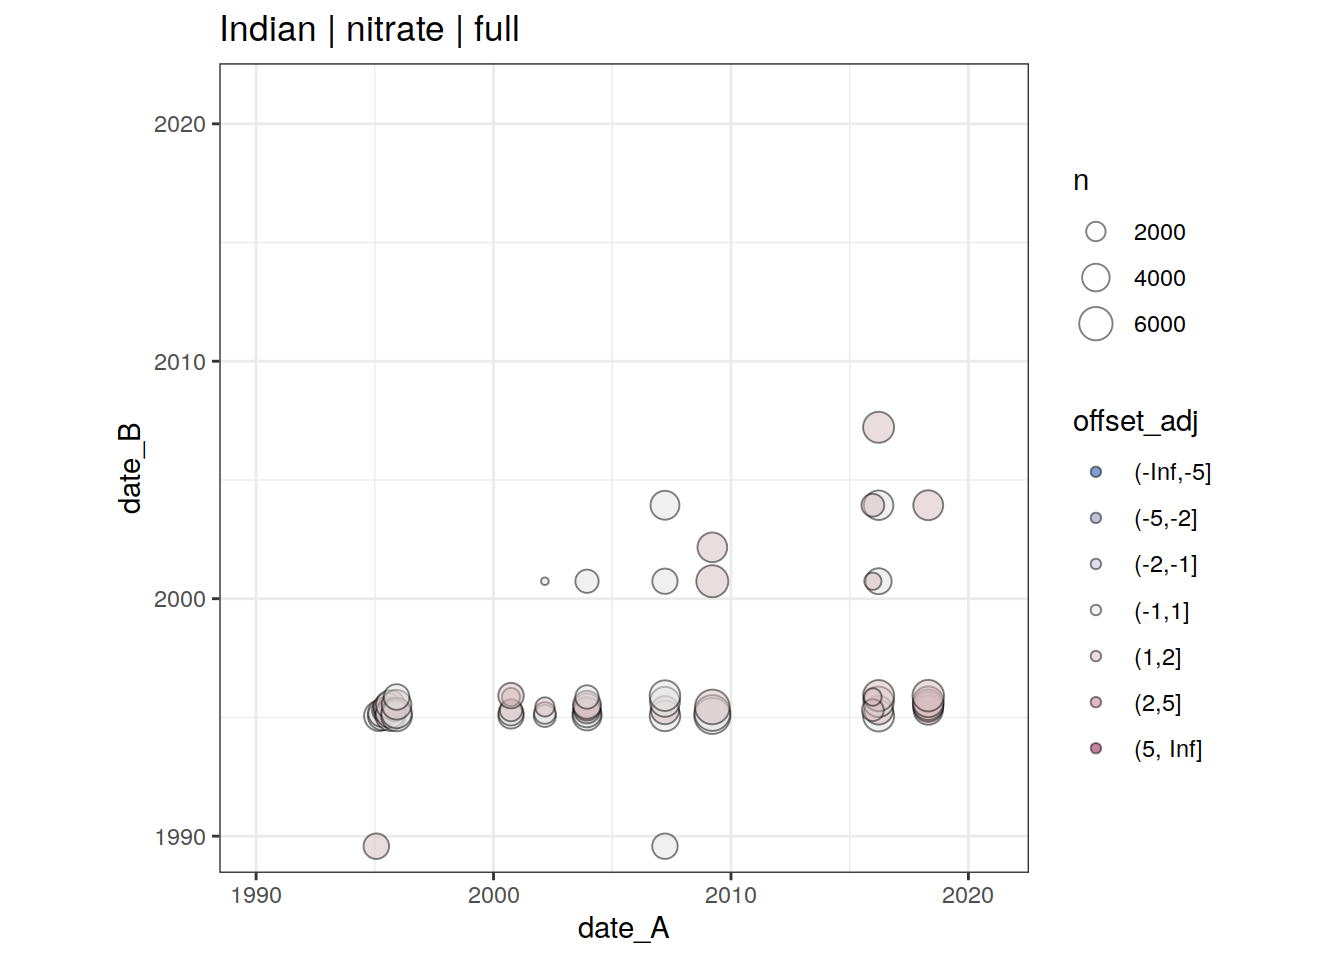 Indian | nitrate | full
2020
2010
2000
1990
date_B
1990
2000
2010
2020
date_A
n
2000
4000
6000
offset_adj
(-Inf,-5]
(-5,-2]
(-2,-1]
(-1,1]
(1,2]
(2,5]
(5, Inf]